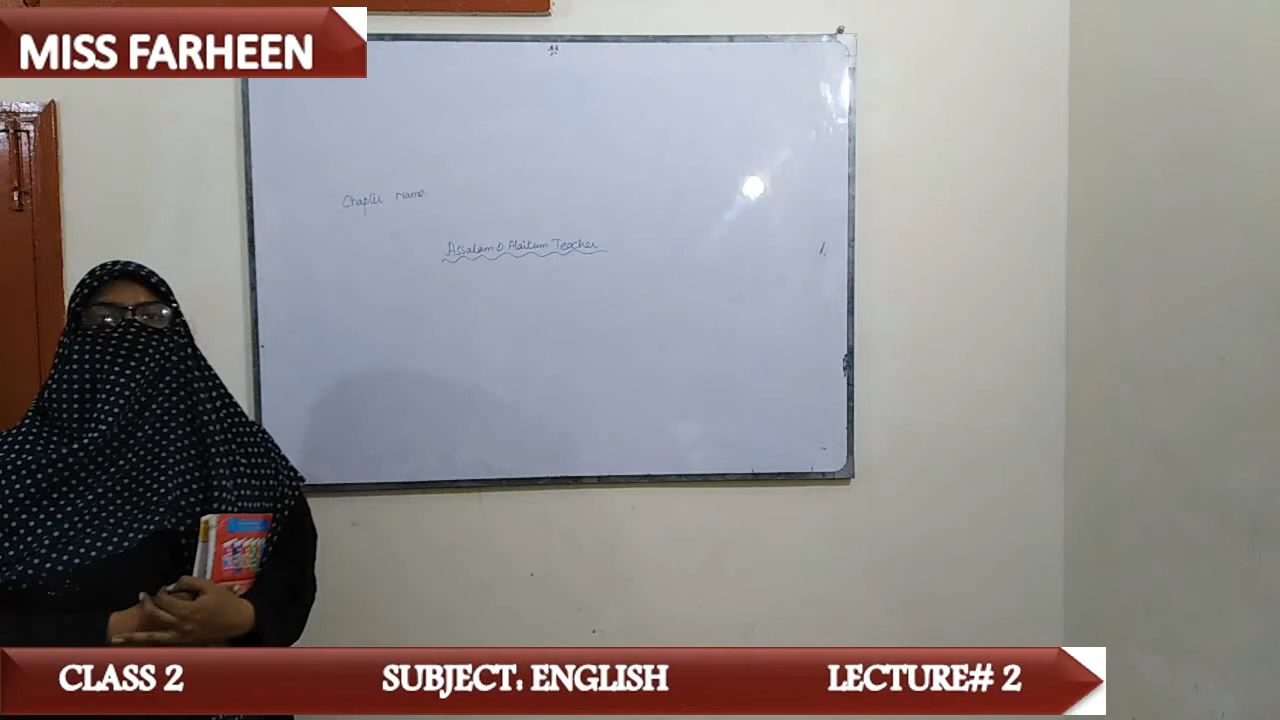 MISS FARHEEN
Chapter Name
Assalam O Alaikum Teacher
CLASS 2 SUBJECT: ENGLISH LECTURE# 2